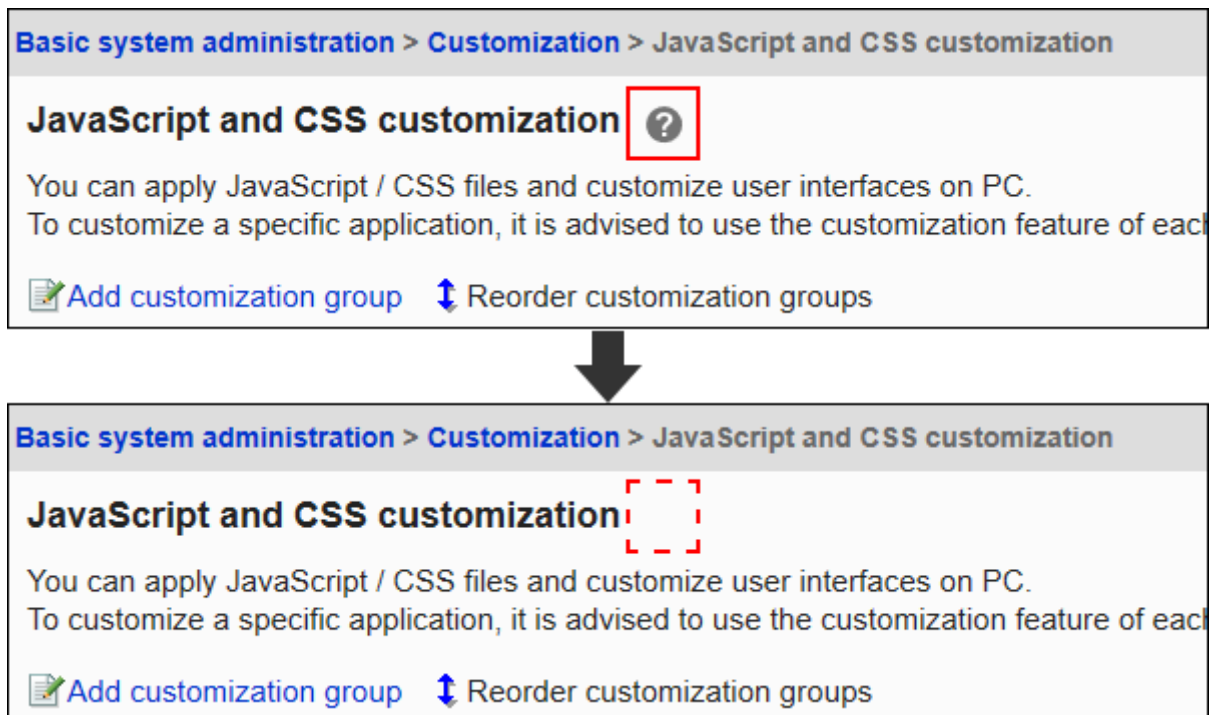 Basic system administration > Customization > JavaScript and CSS customization
JavaScript and CSS customization ?
You can apply JavaScript / CSS files and customize user interfaces on PC.
To customize a specific application, it is advised to use the customization feature of each
Add customization group Reorder customization groups
Basic system administration > Customization > JavaScript and CSS customization
JavaScript and CSS customization
You can apply JavaScript / CSS files and customize user interfaces on PC.
To customize a specific application, it is advised to use the customization feature of each
Add customization group Reorder customization groups